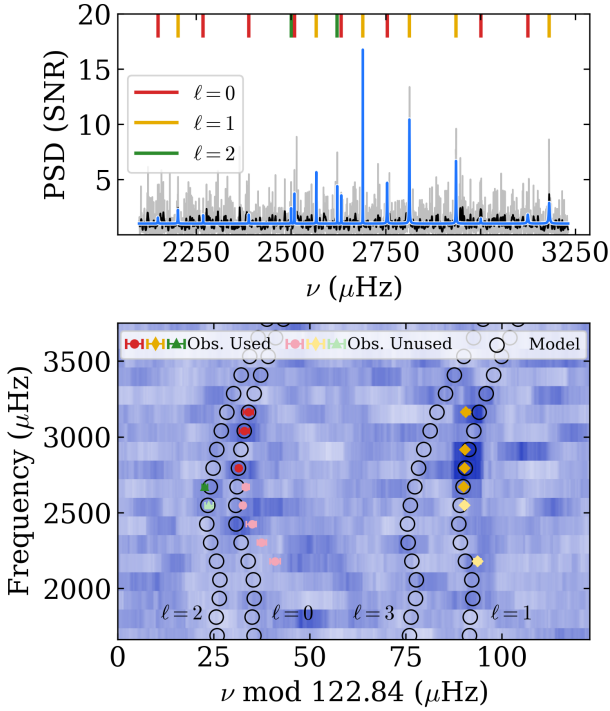 20
15
10
5
PSD (SNR)
ℓ = 0
ℓ = 1
ℓ = 2
2250 2500 2750 3000 3250
ν (μHz)
Obs. Used Obs. Unused Model
3500
3000
2500
2000
Frequency (μHz)
ℓ = 2 ℓ = 0 ℓ = 3 ℓ = 1
0 25 50 75 100
ν mod 122.84 (μHz)